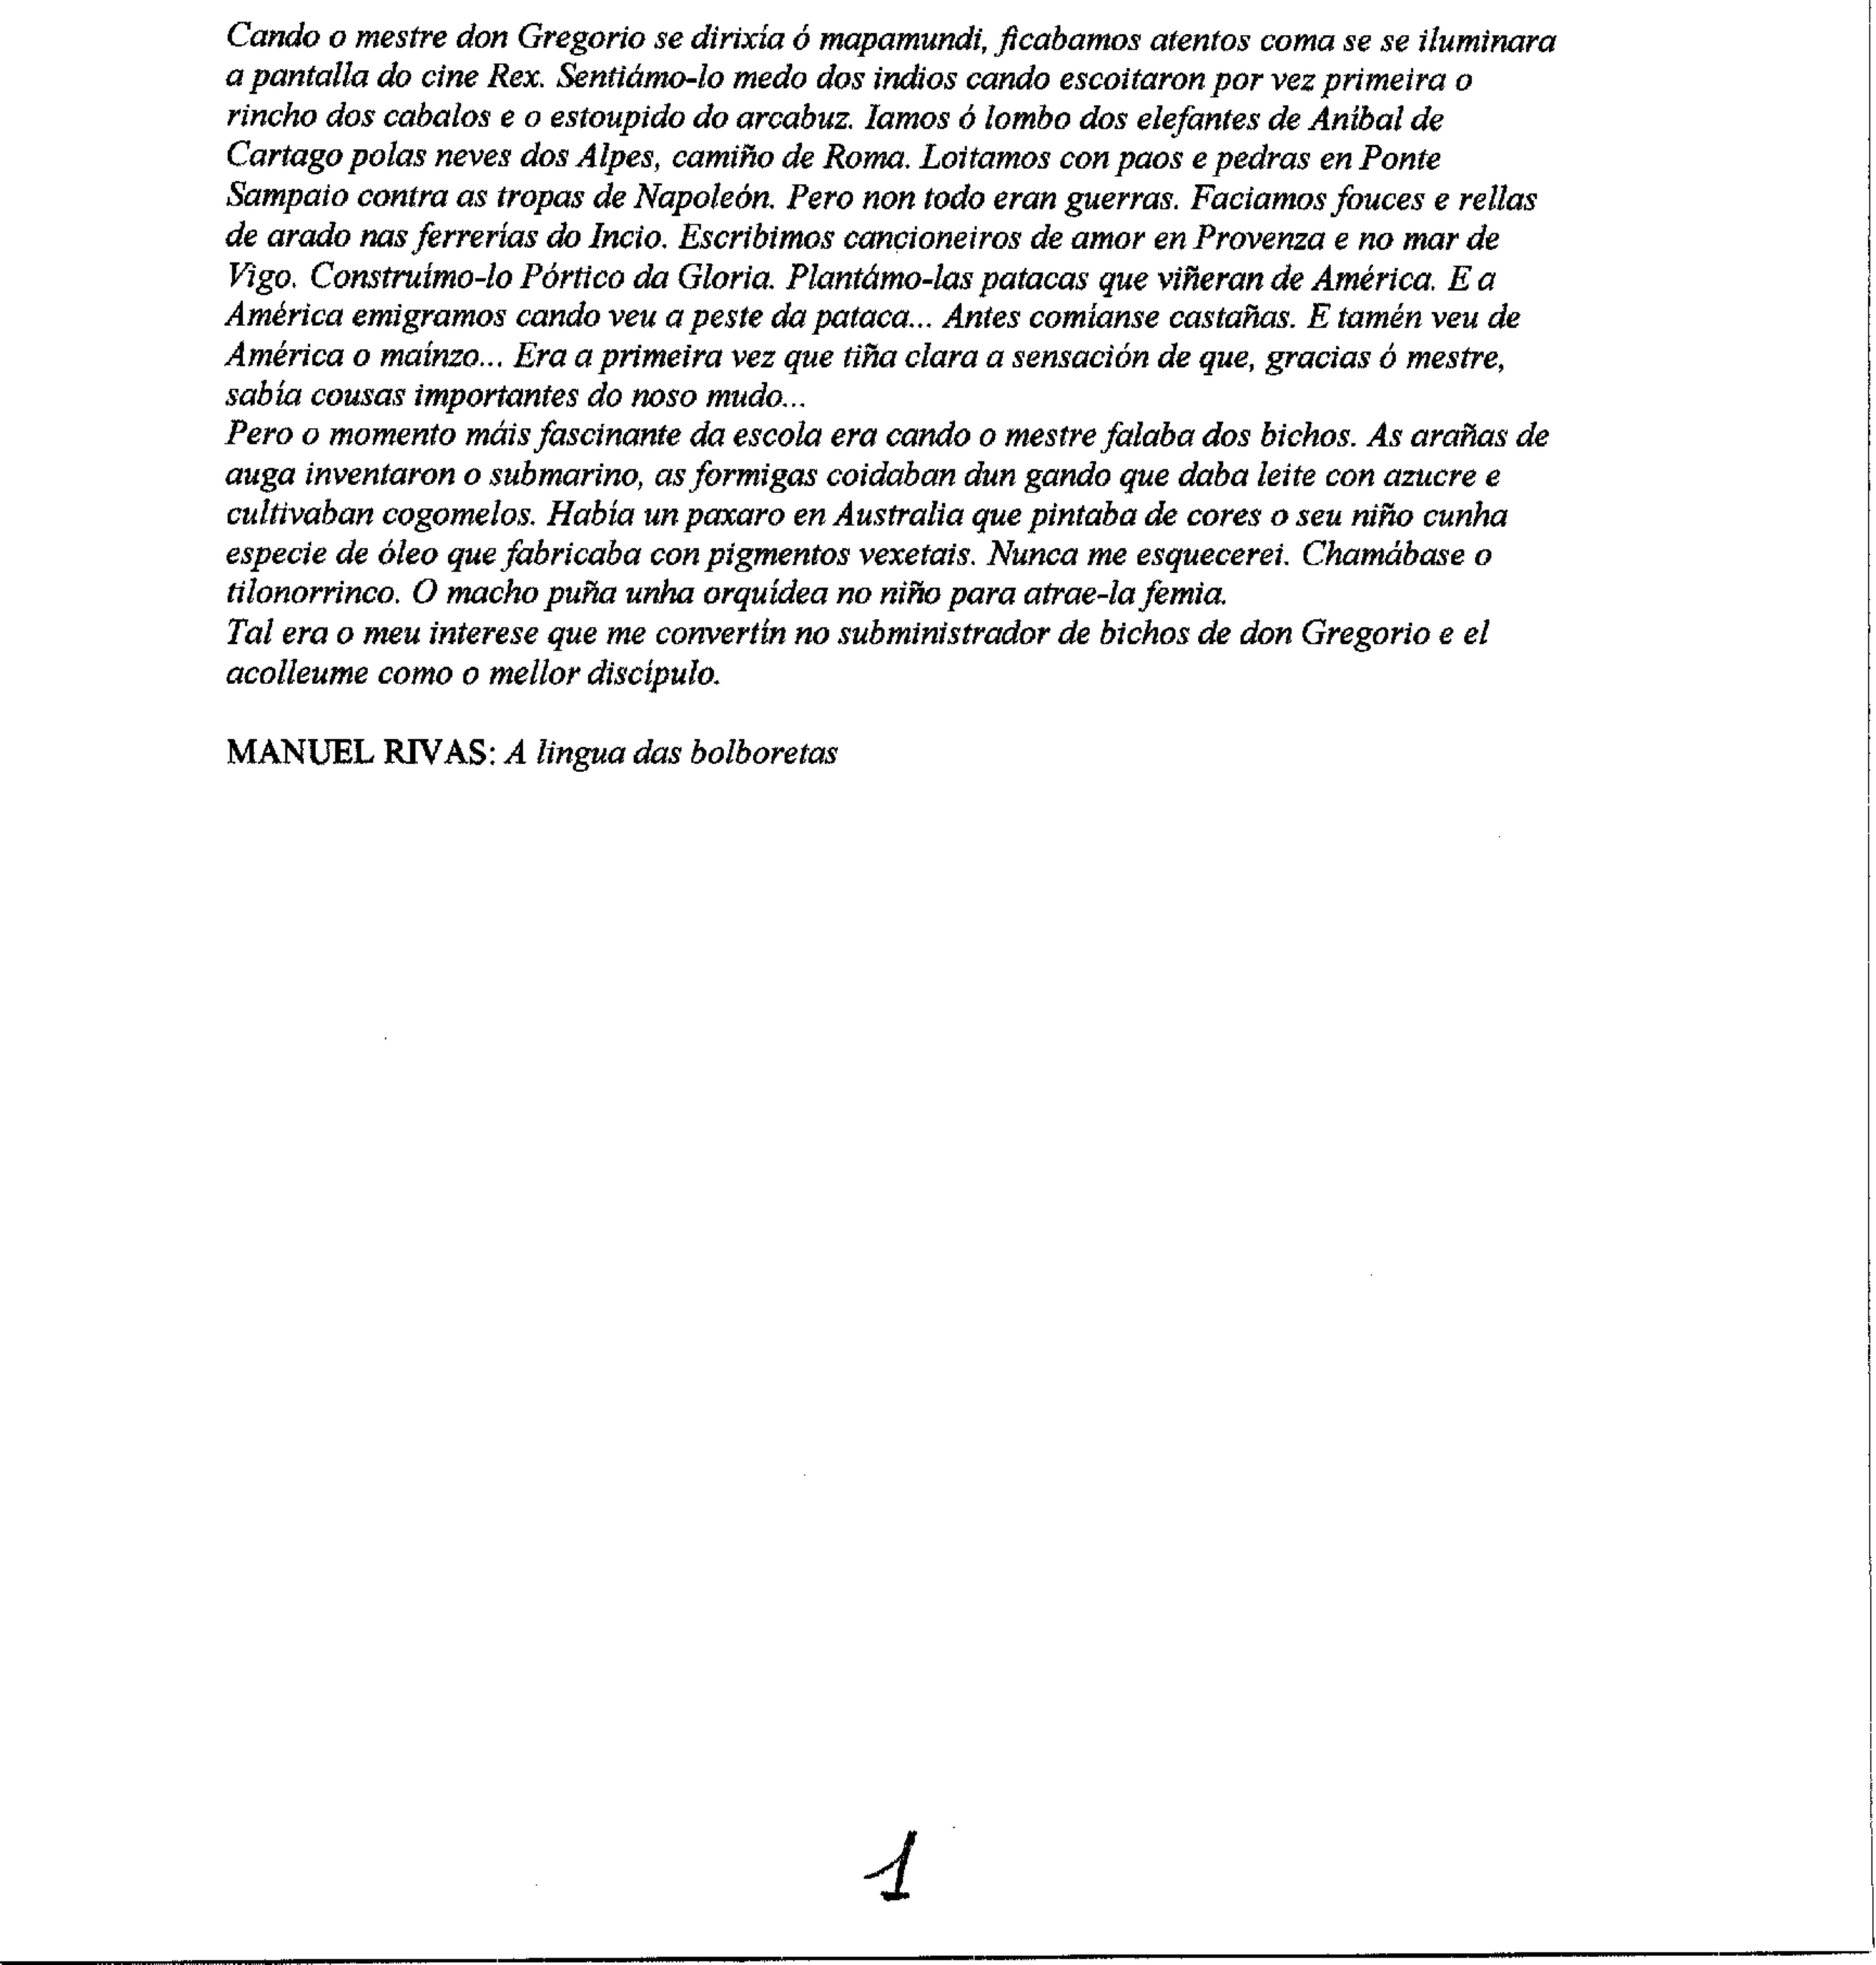 Cando o mestre don Gregorio se dirixía ó mapamundi, ficabamos atentos coma se se iluminara
a pantalla do cine Rex. Sentiámo-lo medo dos indios cando escoitaron por vez primeira o
rincho dos cabalos e o estoupido do arcabuz. Iamos ó lombo dos elefantes de Aníbal de
Cartago polas neves dos Alpes, camiño de Roma. Loitamos con paos e pedras en Ponte
Sampaio contra as tropas de Napoleón. Pero non todo eran guerras. Faciamos fouces e rellas
de arado nas ferrerías do Incio. Escribimos cancioneiros de amor en Provenza e no mar de
Vigo. Construímo-lo Pórtico da Gloria. Plantámo-las patacas que viñeran de América. E a
América emigramos cando veu a peste da pataca... Antes comíanse castañas. E tamén veu de
América o maínzo... Era a primeira vez que tiña clara a sensación de que, gracias ó mestre,
sabía cousas importantes do noso mudo...
Pero o momento máis fascinante da escola era cando o mestre falaba dos bichos. As arañas de
auga inventaron o submarino, as formigas coidaban dun gando que daba leite con azucre e
cultivaban cogomelos. Había un paxaro en Australia que pintaba de cores o seu niño cunha
especie de óleo que fabricaba con pigmentos vexetais. Nunca me esquecerei. Chamábase o
tilonorrinco. O macho puña unha orquídea no niño para atrae-la femia.
Tal era o meu interese que me convertín no subministrador de bichos de don Gregorio e el
acolleume como o mellor discípulo.
MANUEL RIVAS: A lingua das bolboretas
1